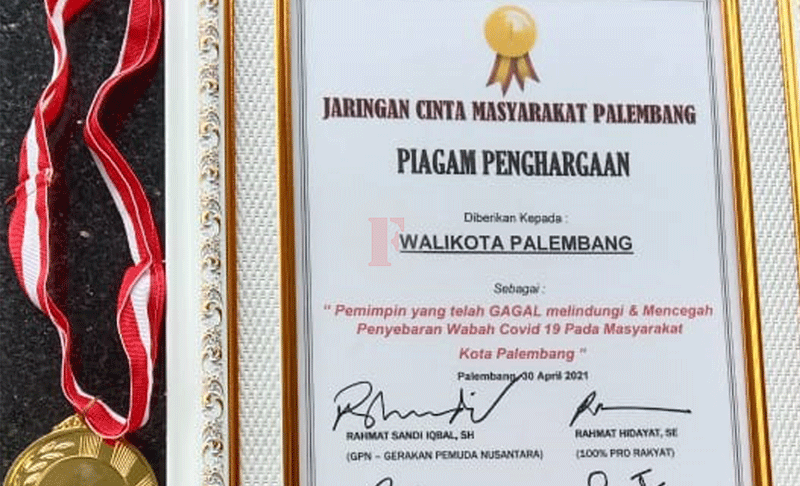 JARINGAN CINTA MASYARAKAT PALEMBANG
PIAGAM PENGHARGAAN
Diberikan Kepada :
WALIKOTA PALEMBANG
Sebagai :
“ Pemimpin yang telah GAGAL melindungi & Mencegah
Penyebaran Wabah Covid 19 Pada Masyarakat
Kota Palembang ”
Palembang, 30 April 2021
RAHMAT SANDI IQBAL, SH RAHMAT HIDAYAT, SE
(GPN – GERAKAN PEMUDA NUSANTARA) (100% PRO RAKYAT)